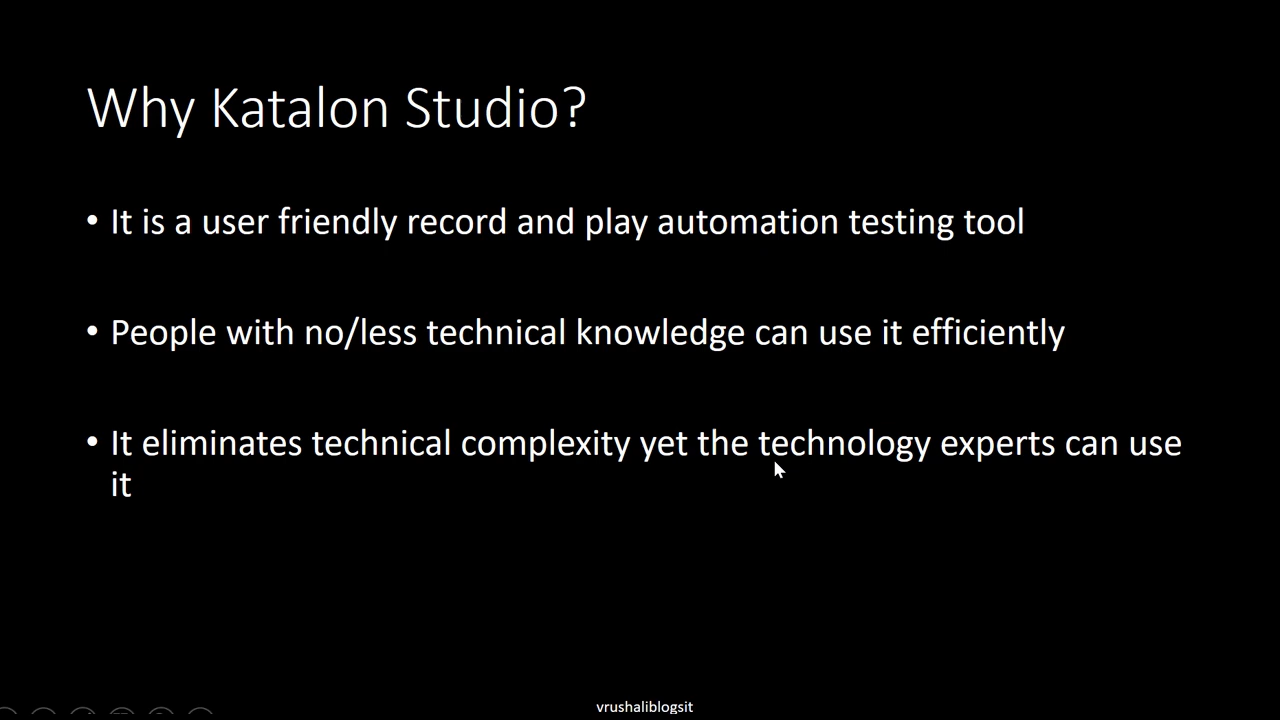 Why Katalon Studio?
• It is a user friendly record and play automation testing tool
• People with no/less technical knowledge can use it efficiently
• It eliminates technical complexity yet the technology experts can use
it
vrushaliblogsit